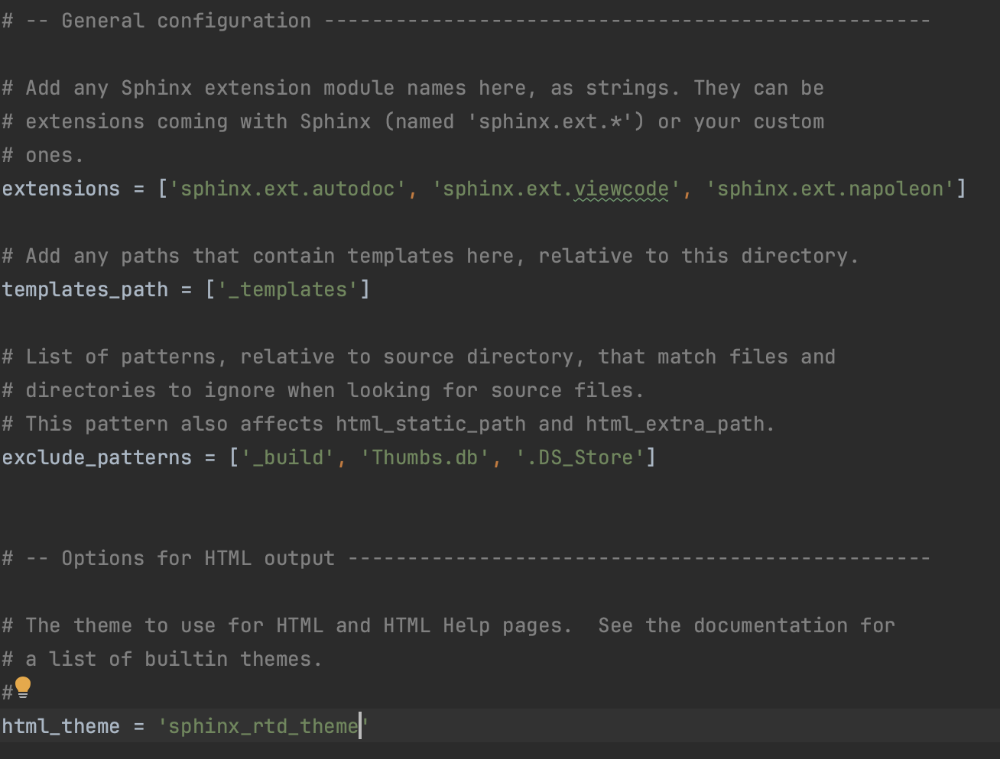 # -- General configuration ---------------------------------------------------
# Add any Sphinx extension module names here, as strings. They can be
# extensions coming with Sphinx (named 'sphinx.ext.*') or your custom
# ones.
extensions = ['sphinx.ext.autodoc', 'sphinx.ext.viewcode', 'sphinx.ext.napoleon']
# Add any paths that contain templates here, relative to this directory.
templates_path = ['_templates']
# List of patterns, relative to source directory, that match files and
# directories to ignore when looking for source files.
# This pattern also affects html_static_path and html_extra_path.
exclude_patterns = ['_build', 'Thumbs.db', '.DS_Store']
# -- Options for HTML output -------------------------------------------------
# The theme to use for HTML and HTML Help pages.  See the documentation for
# a list of builtin themes.
#
html_theme = 'sphinx_rtd_theme'